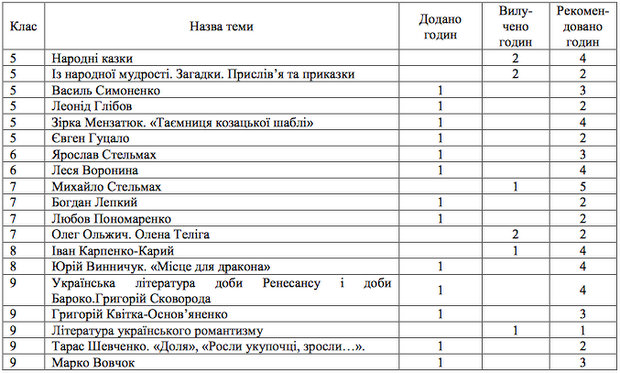 Клас Назва теми Додано годин Вилу-чено годин Рекомен-довано годин
5 Народні казки 2 4
5 Із народної мудрості. Загадки. Прислів’я та приказки 2 2
5 Василь Симоненко 1 3
5 Леонід Глібов 1 2
5 Зірка Мензатюк. «Таємниця козацької шаблі» 1 4
5 Євген Гуцало 1 2
6 Ярослав Стельмах 1 3
6 Леся Воронина 1 4
7 Михайло Стельмах 1 5
7 Богдан Лепкий 1 2
7 Любов Пономаренко 1 2
7 Олег Ольжич. Олена Теліга 2 2
8 Іван Карпенко-Карий 1 4
8 Юрій Винничук. «Місце для дракона» 1 4
9 Українська література доби Ренесансу і доби
Бароко.Григорій Сковорода 1 4
9 Григорій Квітка-Основ’яненко 1 3
9 Література українського романтизму 1 1
9 Тарас Шевченко. «Доля», «Росли укупочці, зросли…». 1 2
9 Марко Вовчок 1 3